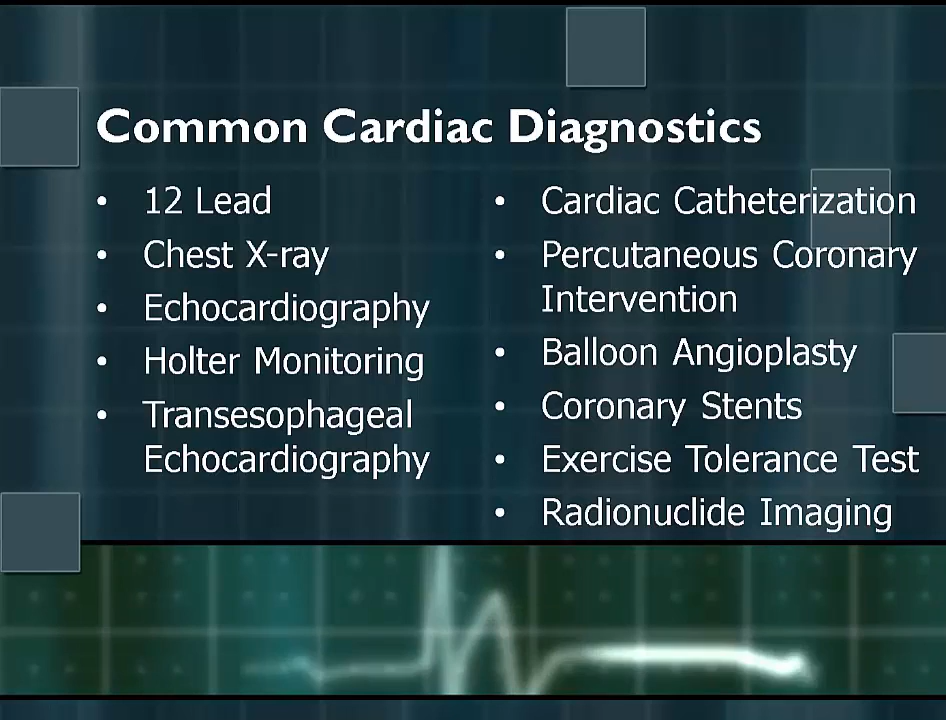 Common Cardiac Diagnostics
• 12 Lead
• Chest X-ray
• Echocardiography
• Holter Monitoring
• Transesophageal
Echocardiography
• Cardiac Catheterization
• Percutaneous Coronary
Intervention
• Balloon Angioplasty
• Coronary Stents
• Exercise Tolerance Test
• Radionuclide Imaging